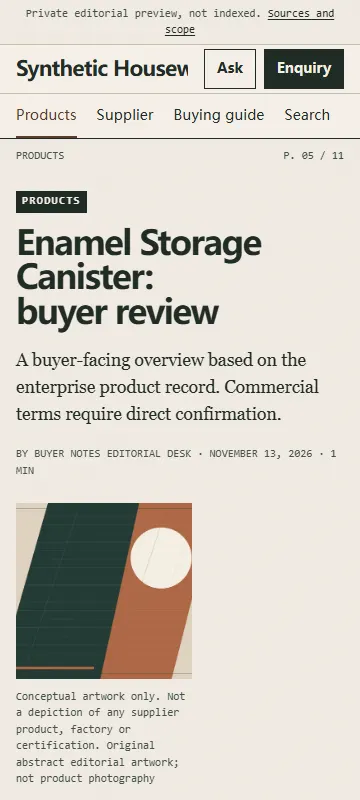 Private editorial preview, not indexed. Sources and
scope
Synthetic Housew
Ask
Enquiry
Products
Supplier
Buying guide
Search
PRODUCTS
P. 05 / 11
PRODUCTS
Enamel Storage
Canister:
buyer review
A buyer-facing overview based on the
enterprise product record. Commercial
terms require direct confirmation.
BY BUYER NOTES EDITORIAL DESK · NOVEMBER 13, 2026 · 1
MIN
Conceptual artwork only. Not
a depiction of any supplier
product, factory or
certification. Original
abstract editorial artwork;
not product photography